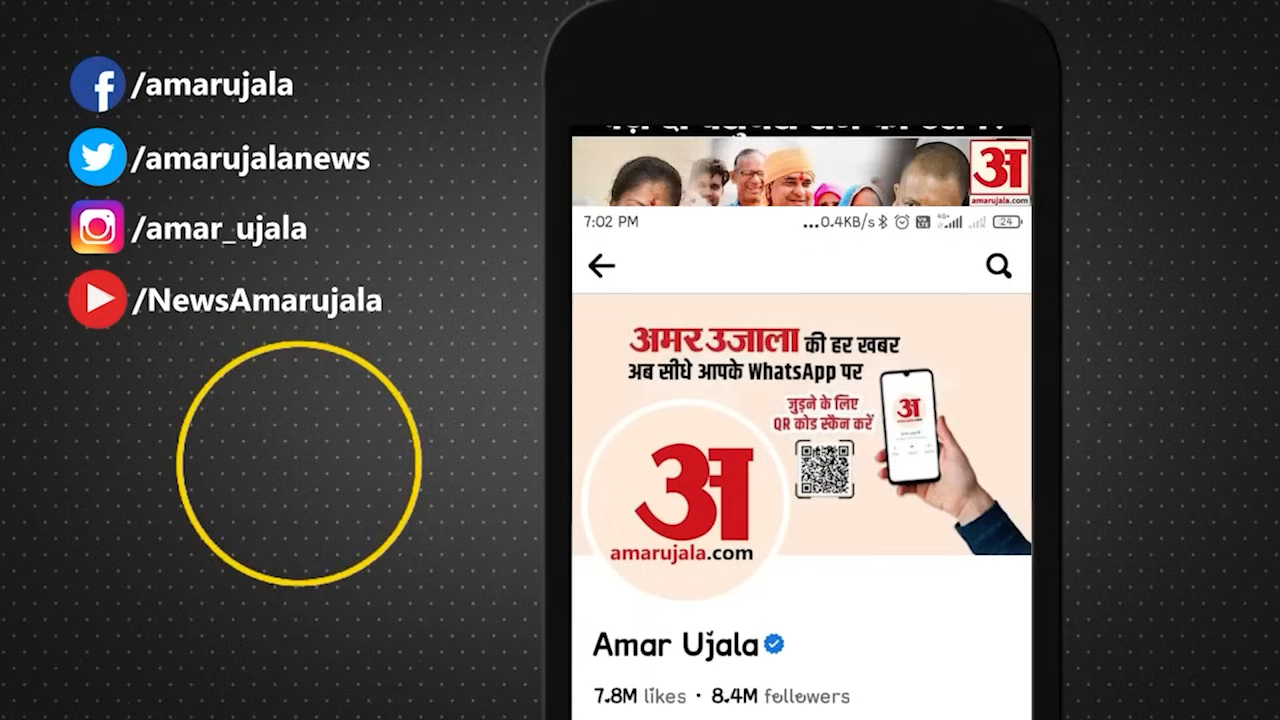 /amarujala
/amarujalanews
/amar_ujala
/NewsAmarujala
अ
amarujala.com
7:02 PM
...0.4KB/s
4G+
24
अमर उजाला की हर खबर
अब सीधे आपके WhatsApp पर
जुड़ने के लिए
QR कोड स्कैन करें
अ
अ
amarujala.com
Amar Ujala
7.8M likes · 8.4M followers